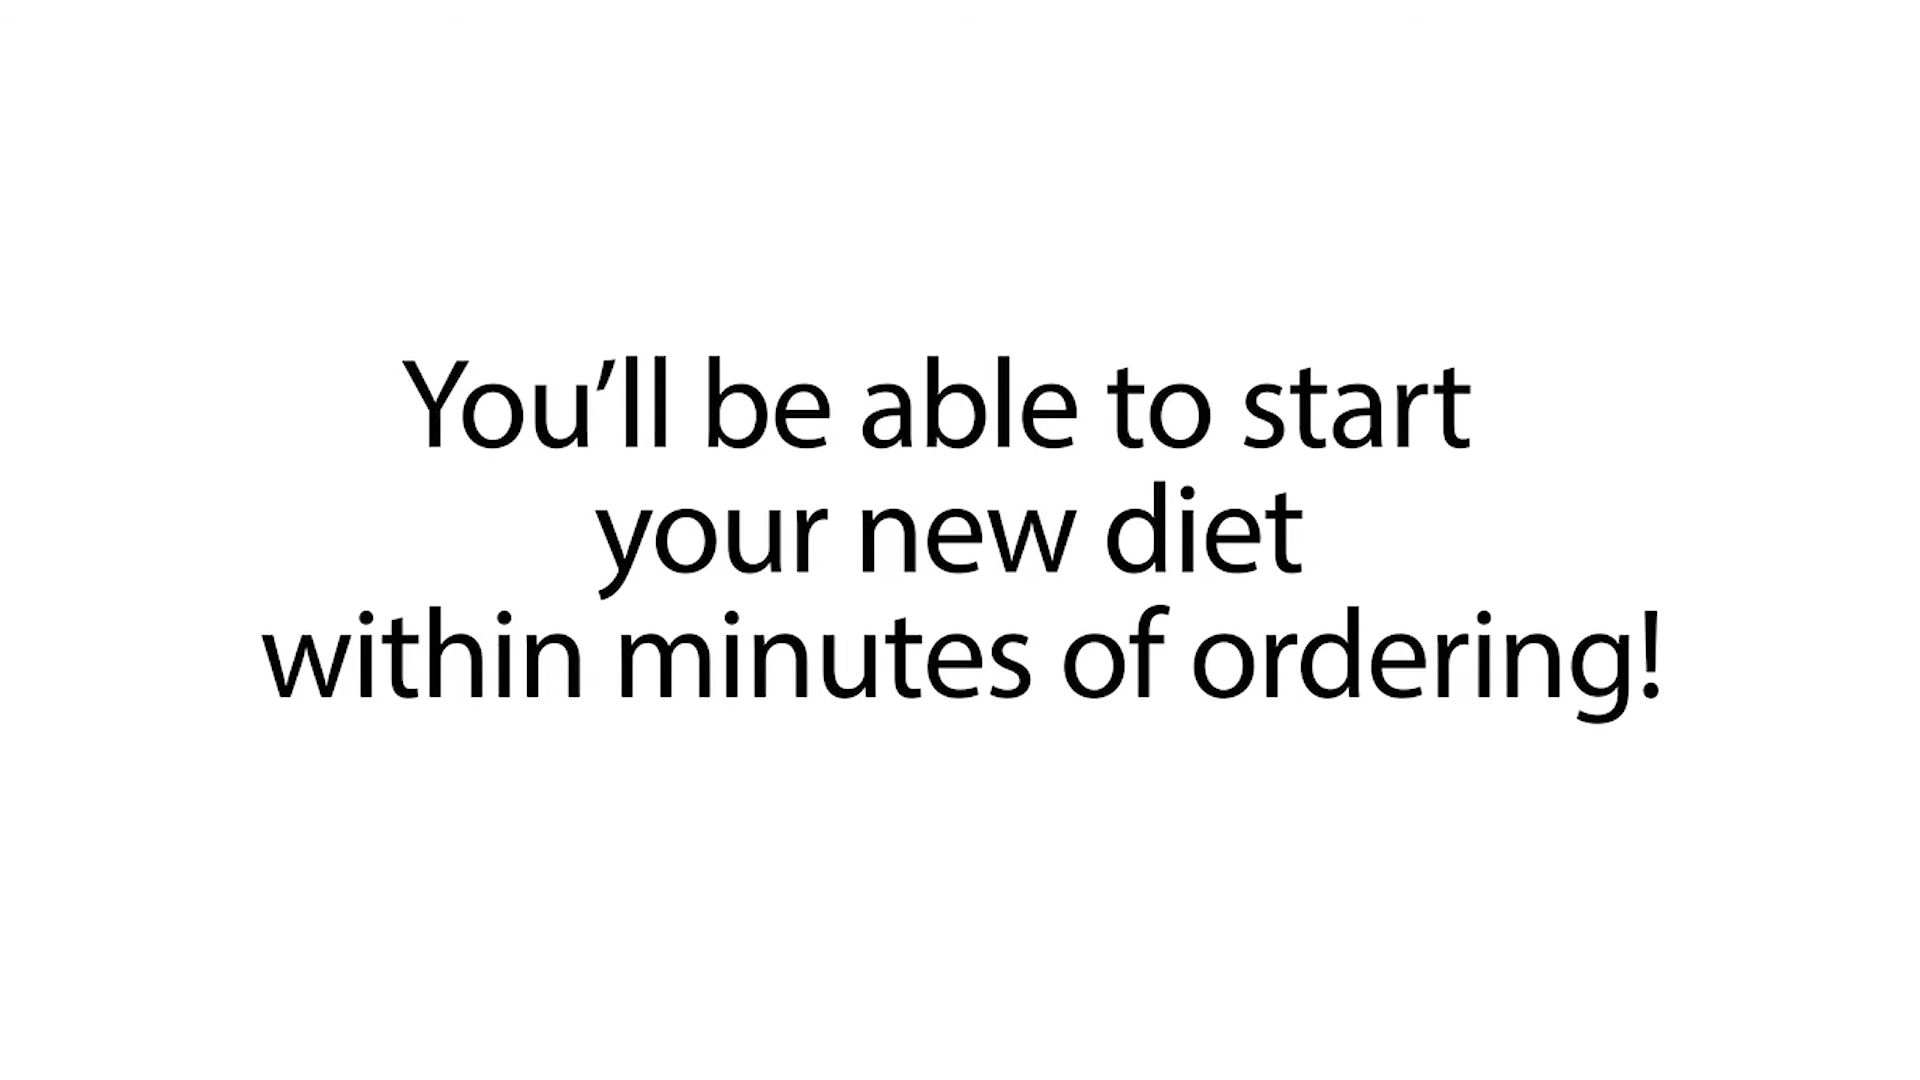 You’ll be able to start
your new diet
within minutes of ordering!